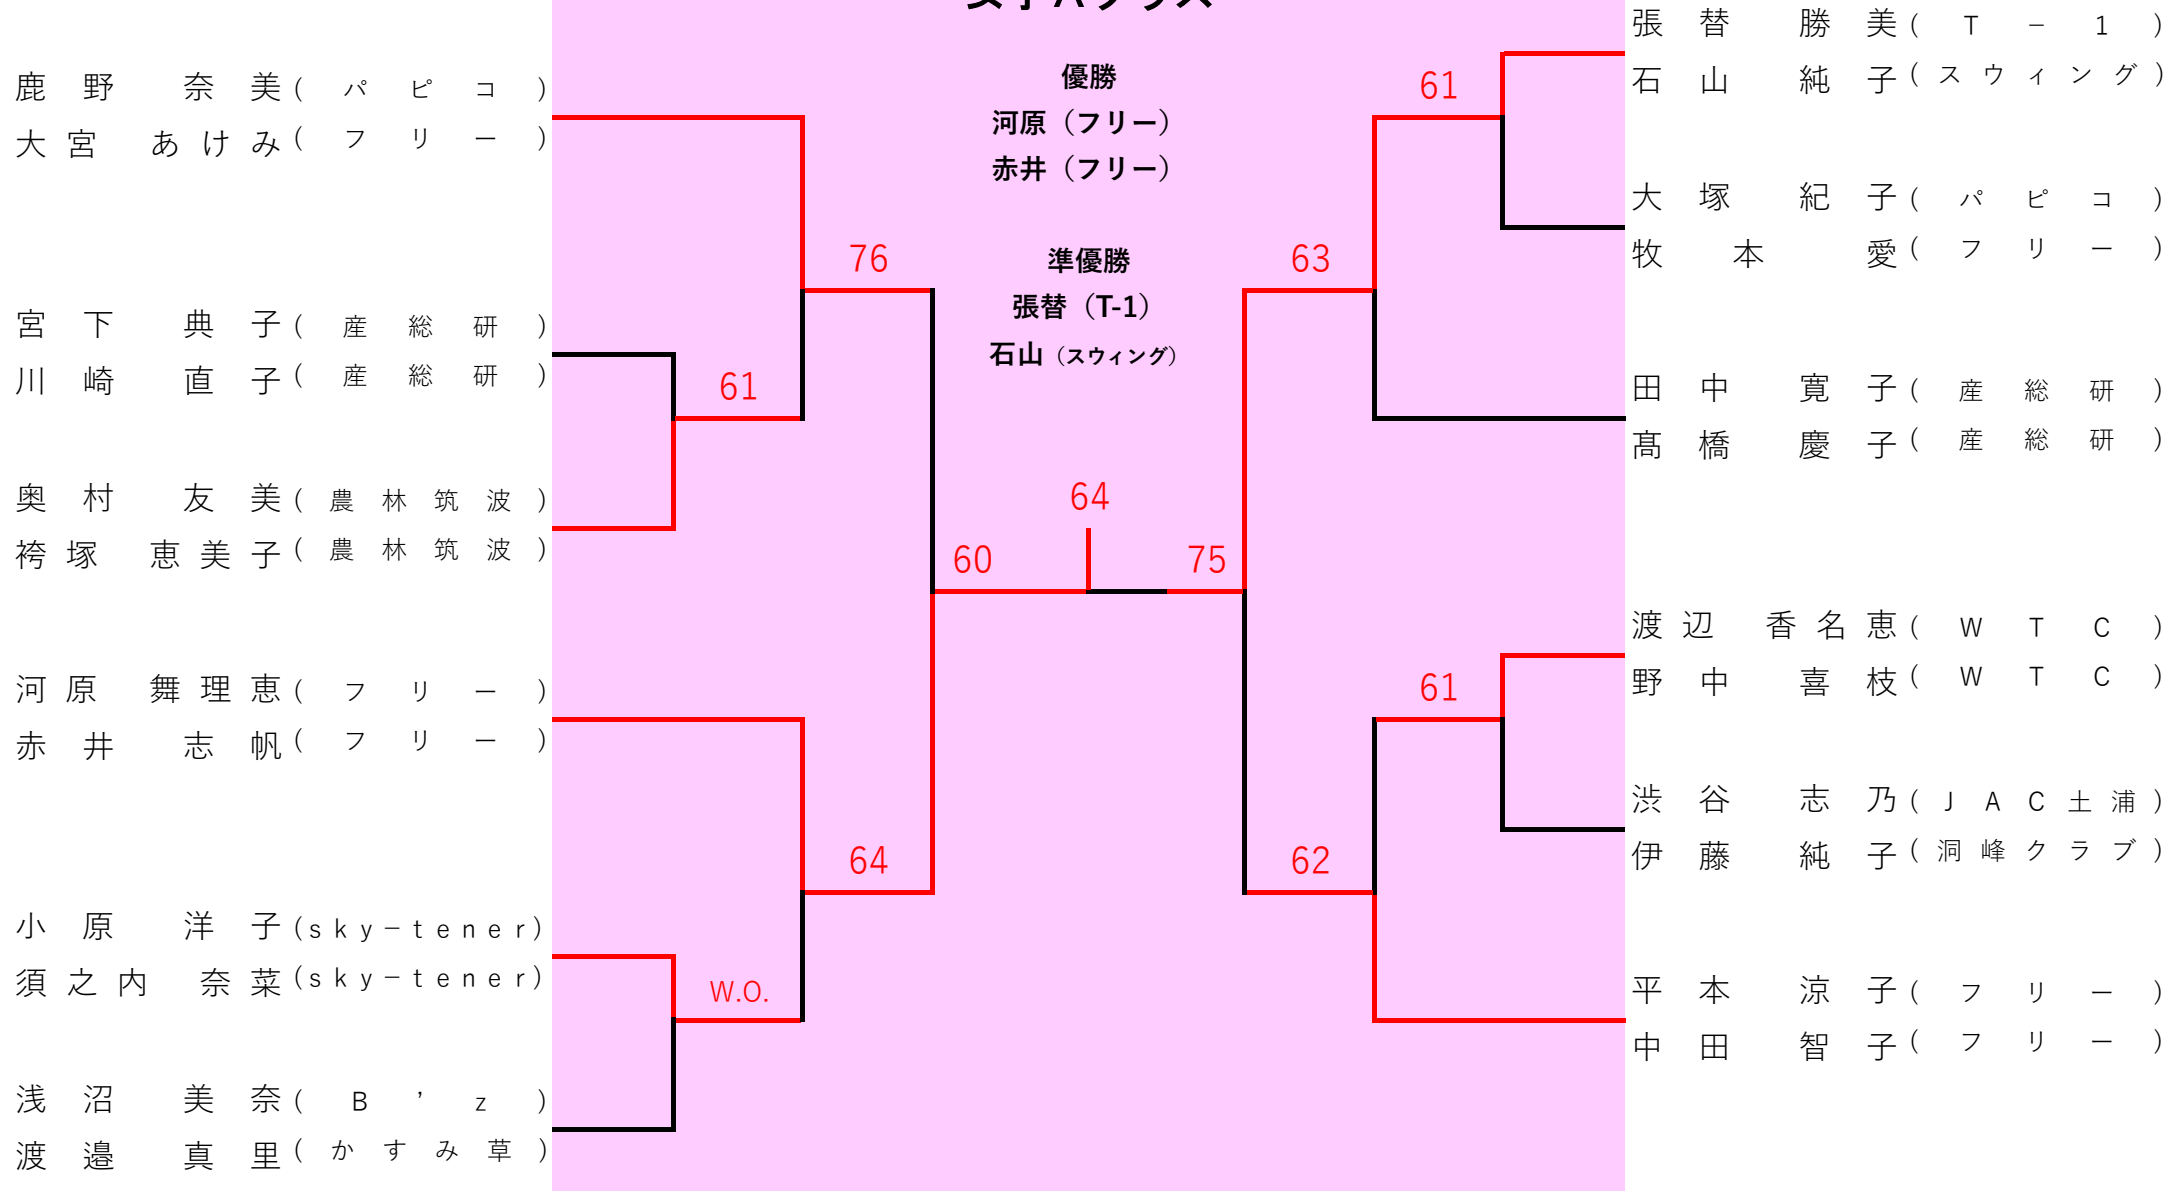 女子Aクラス
鹿野 奈美 (パピコ)
大宮 あけみ (フリー)
宮下 典子 (産総研)
川崎 直子 (産総研)
奥村 友美 (農林筑波)
袴塚 恵美子 (農林筑波)
河原 舞理恵 (フリー)
赤井 志帆 (フリー)
小原 洋子 (sky-tener)
須之内 奈菜 (sky-tener)
浅沼 美奈 (B'z)
渡邉 真里 (かすみ草)
61
W.O.
76
64
60
優勝
河原（フリー）
赤井（フリー）
準優勝
張替（T-1）
石山（スウィング）
64
75
63
62
61
61
張替 勝美 (T-1)
石山 純子 (スウィング)
大塚 紀子 (パピコ)
牧本 愛 (フリー)
田中 寛子 (産総研)
髙橋 慶子 (産総研)
渡辺 香名恵 (WTC)
野中 喜枝 (WTC)
渋谷 志乃 (JAC土浦)
伊藤 純子 (洞峰クラブ)
平本 涼子 (フリー)
中田 智子 (フリー)